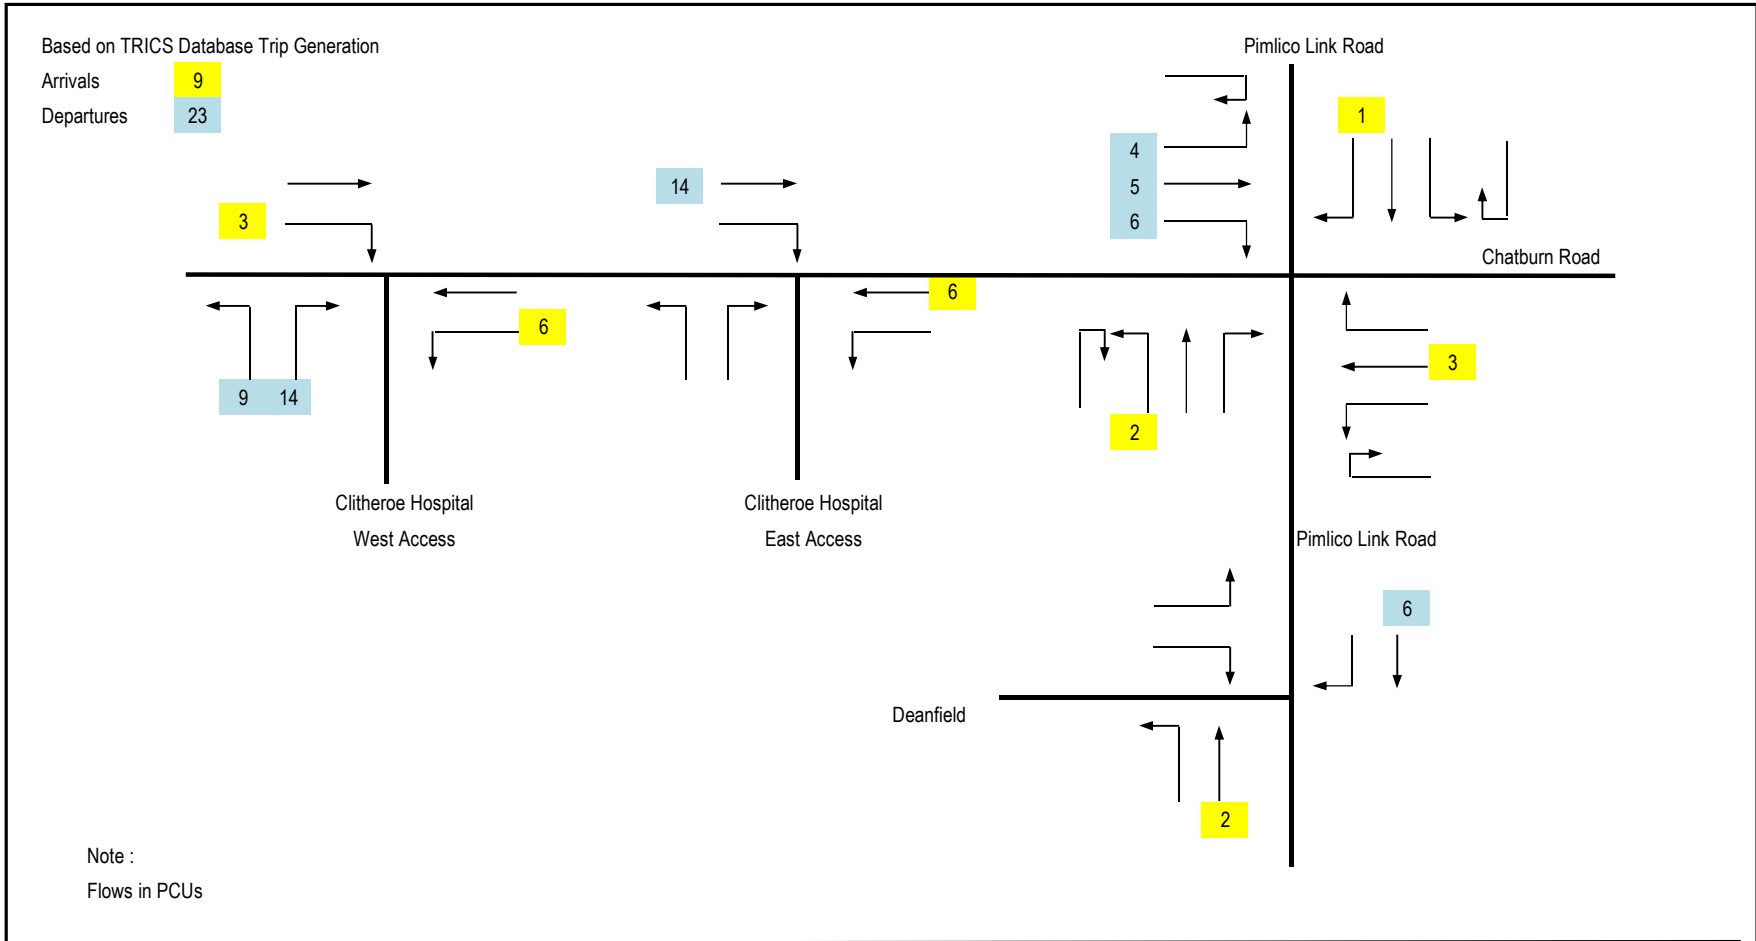 Based on TRICS Database Trip Generation
Pimlico Link Road
Arrivals 9
Departures 23
1
4
14
5
3
6
Chatburn Road
6
6
3
9 14
2
Clitheroe Hospital
West Access
Clitheroe Hospital
East Access
Pimlico Link Road
6
Deanfield
2
Note :
Flows in PCUs